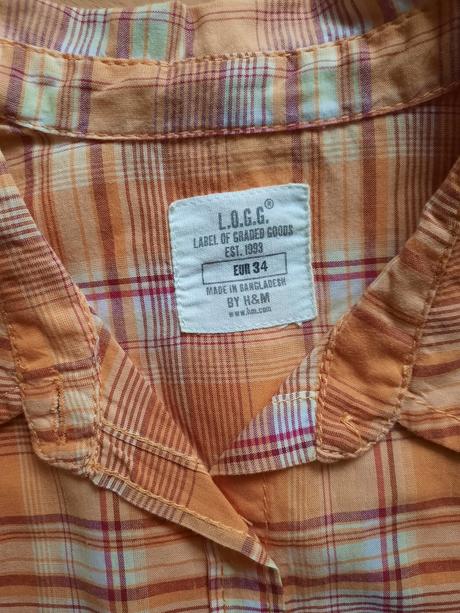 L.O.G.G.®
LABEL OF GRADED GOODS
EST. 1993
EUR 34
MADE IN BANGLADESH
BY H&M
www.hm.com